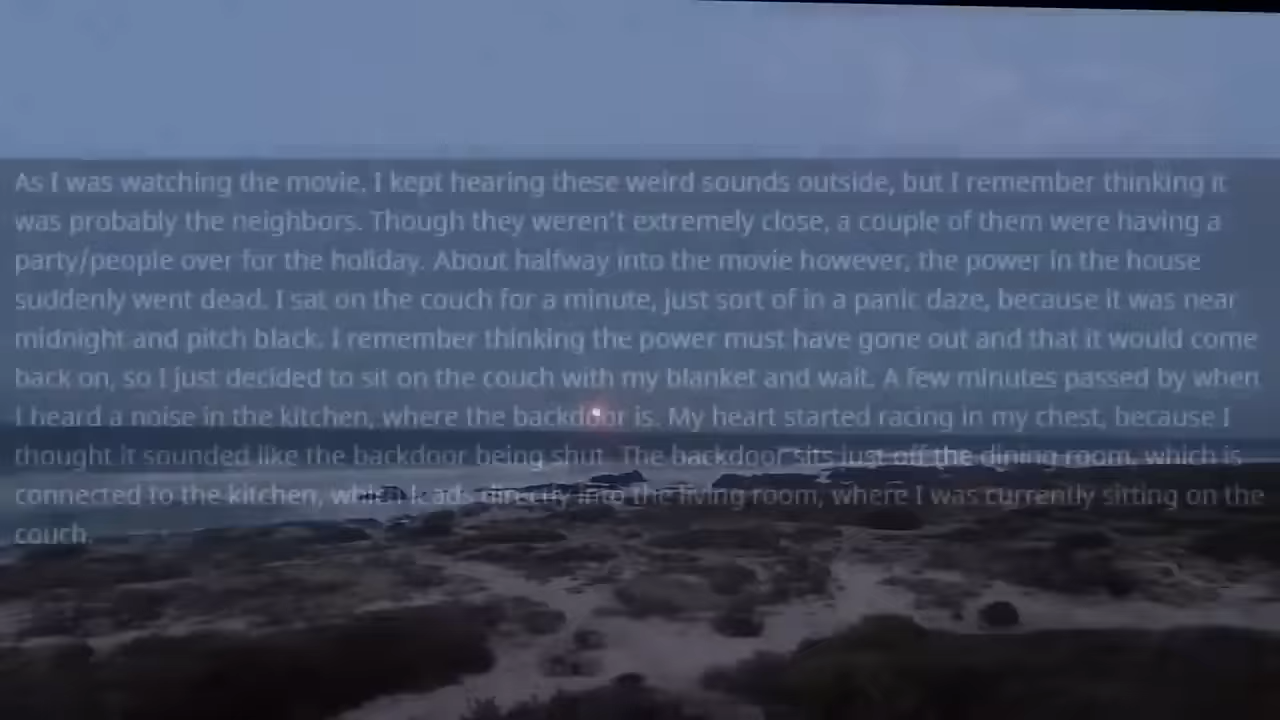 As I was watching the movie, I kept hearing these weird sounds outside, but I remember thinking it
was probably the neighbors. Though they weren't extremely close, a couple of them were having a
party/people over for the holiday. About halfway into the movie however, the power in the house
suddenly went dead. I sat on the couch for a minute, just sort of in a panic daze, because it was near
midnight and pitch black. I remember thinking the power must have gone out and that it would come
back on, so I just decided to sit on the couch with my blanket and wait. A few minutes passed by when
I heard a noise in the kitchen, where the backdoor is. My heart started racing in my chest, because I
thought it sounded like the backdoor being shut. The backdoor sits just off the dining room, which is
connected to the kitchen, which leads directly into the living room, where I was currently sitting on the
couch.